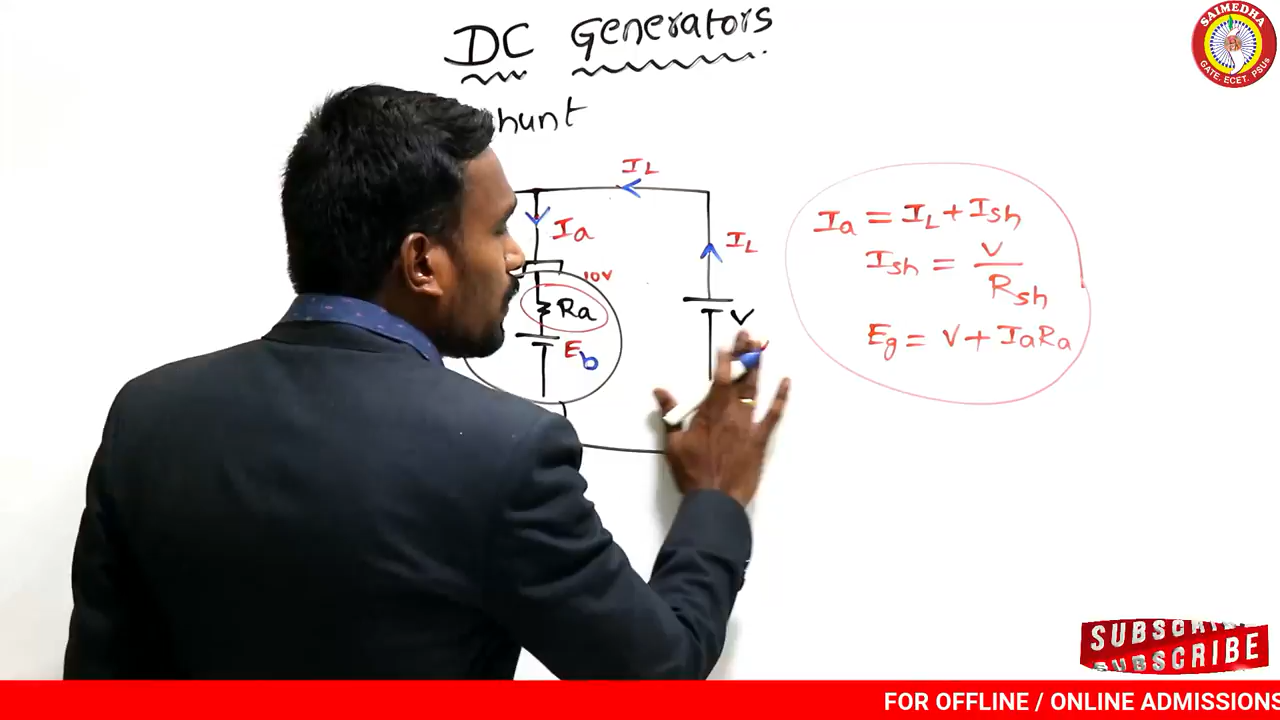 DC Generators
hunt
IL
Ia
IL
10V
Ra
V
Eb
Ia = IL + Ish
Ish = V / Rsh
Eg = V + IaRa
SAIMEDHA
GATE. ECET. PSUs
SUBSCRIBE
SUBSCRIBE
FOR OFFLINE / ONLINE ADMISSIONS